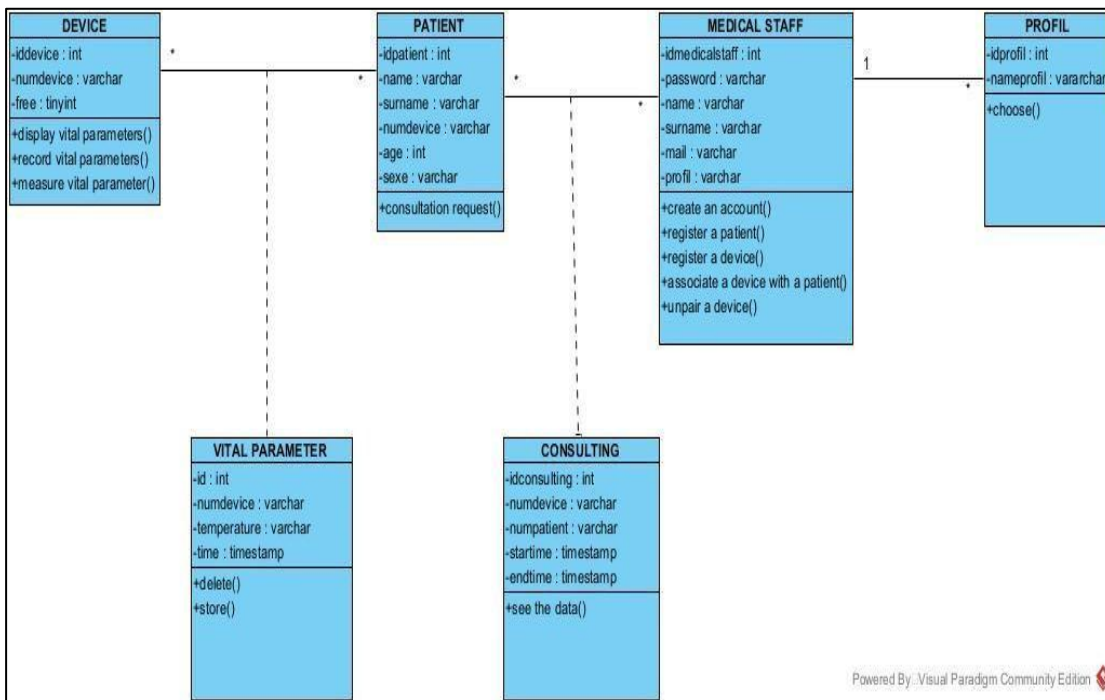 DEVICE
-iddevice : int
-numdevice : varchar
-free : tinyint
+display vital parameters()
+record vital parameters()
+measure vital parameter()
*
*
PATIENT
-idpatient : int
-name : varchar
-surname : varchar
-numdevice : varchar
-age : int
-sexe : varchar
+consultation request()
*
*
MEDICAL STAFF
-idmedicalstaff : int
-password : varchar
-name : varchar
-surname : varchar
-mail : varchar
-profil : varchar
+create an account()
+register a patient()
+register a device()
+associate a device with a patient()
+unpair a device()
1
*
PROFIL
-idprofil : int
-nameprofil : vararchar
+choose()
VITAL PARAMETER
-id : int
-numdevice : varchar
-temperature : varchar
-time : timestamp
+delete()
+store()
CONSULTING
-idconsulting : int
-numdevice : varchar
-numpatient : varchar
-startime : timestamp
-endtime : timestamp
+see the data()
Powered By Visual Paradigm Community Edition